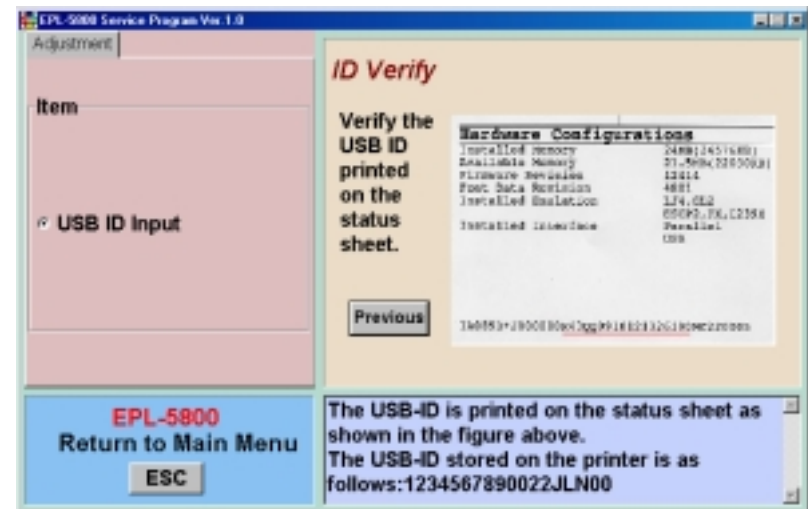 EPL-5800 Service Program Ver.1.0
Adjustment
Item
USB ID Input
ID Verify
Verify the
USB ID
printed
on the
status
sheet.
Previous
Hardware Configurations
Installed Memory
Available Memory
Firmware Revision
Font Data Revision
Installed Emulation
Installed Interface
Parallel
USB
EPL-5800
Return to Main Menu
ESC
The USB-ID is printed on the status sheet as
shown in the figure above.
The USB-ID stored on the printer is as
follows:1234567890022JLN00